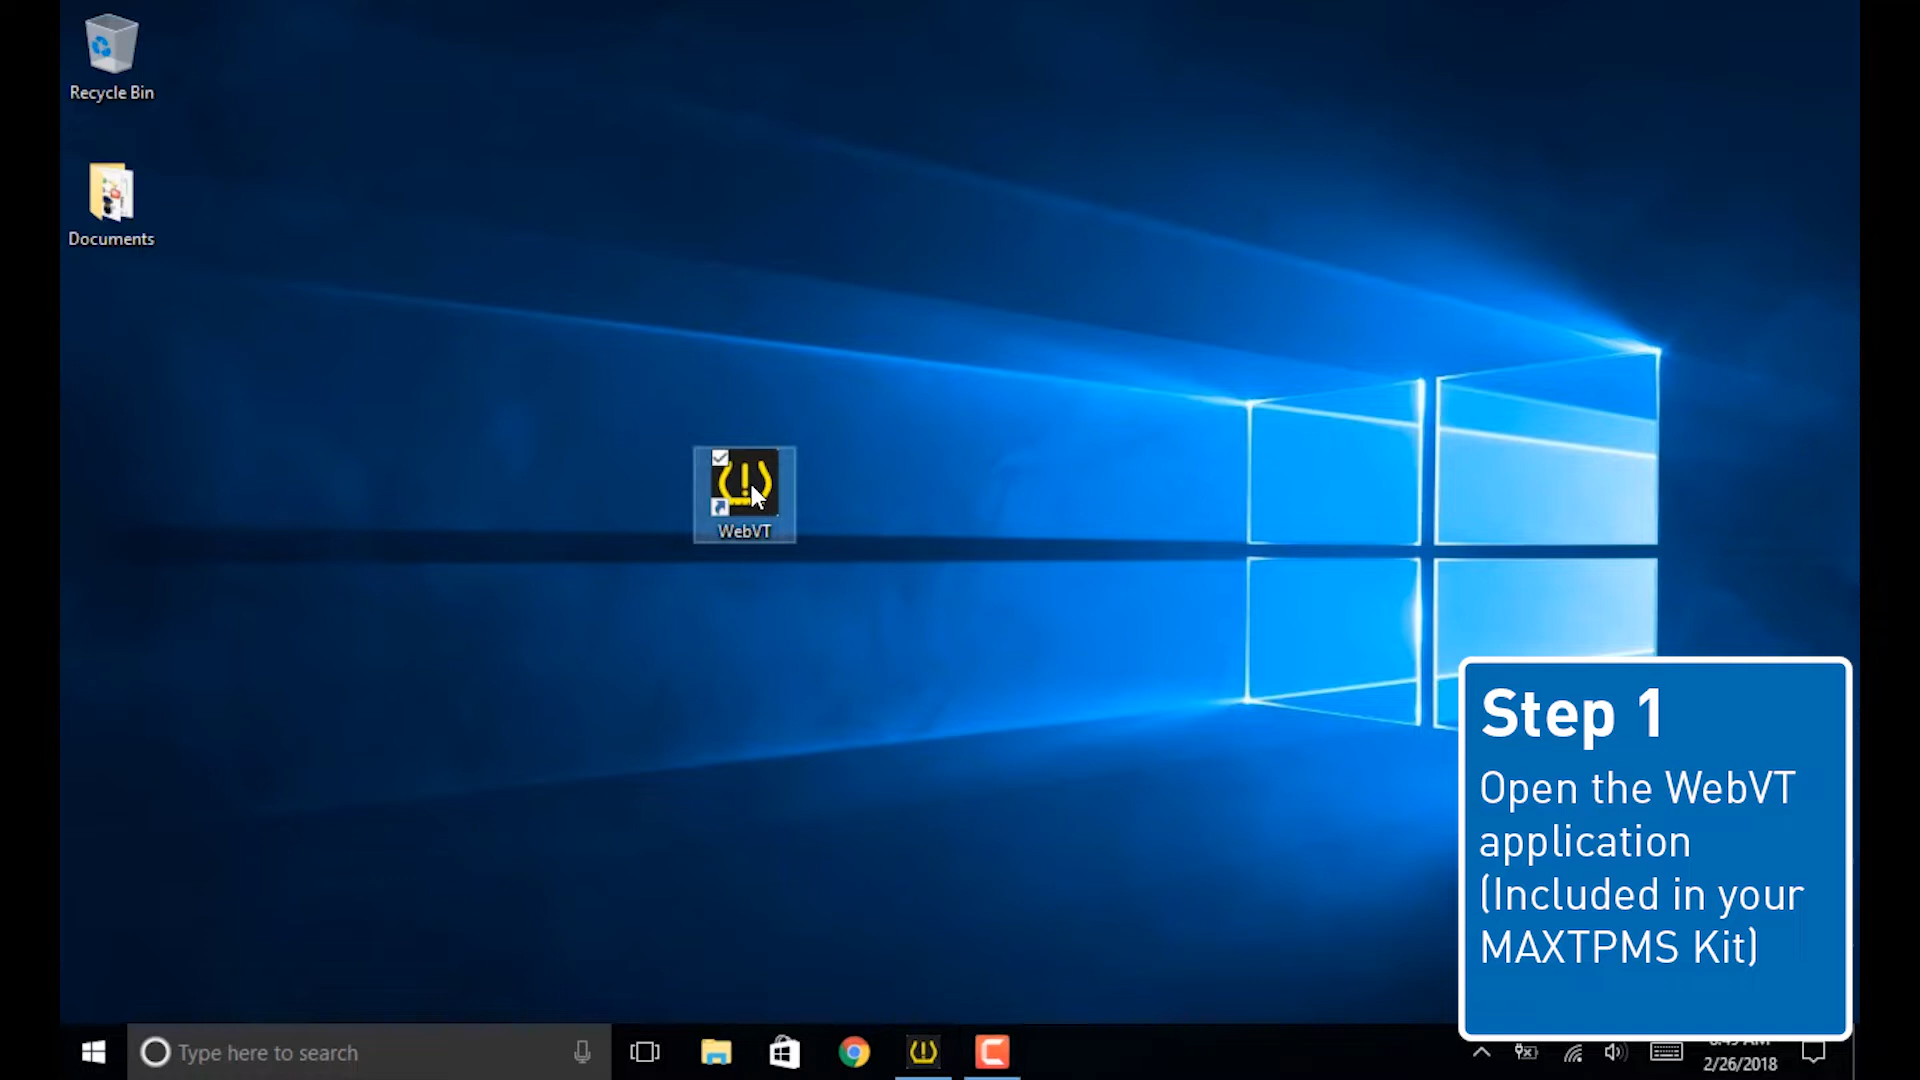 Recycle Bin
Documents
WebVT
Step 1
Open the WebVT
application
(Included in your
MAXTPMS Kit)
Type here to search
2/26/2018